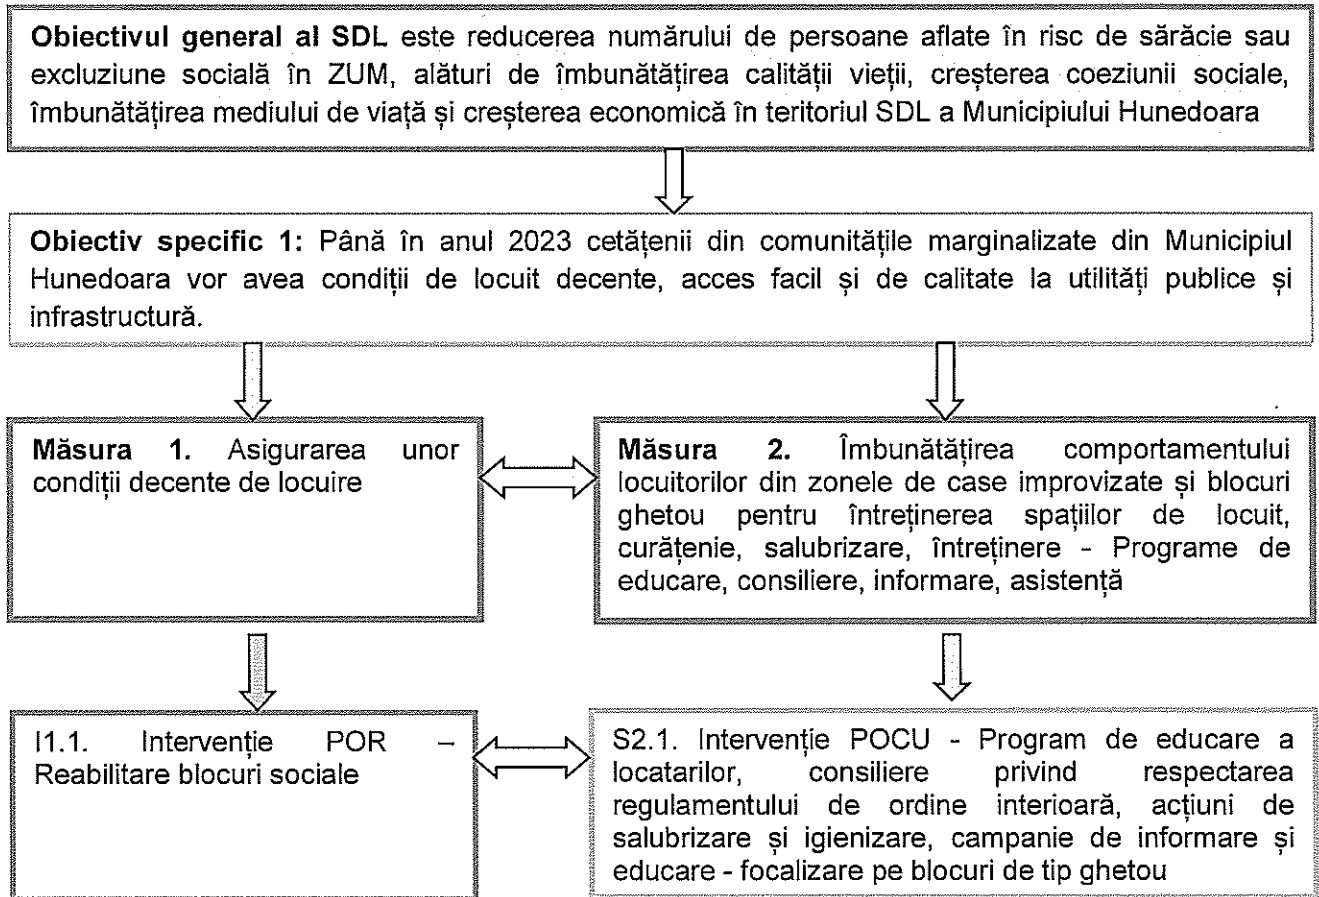 Obiectivul general al SDL este reducerea numărului de persoane aflate în risc de sărăcie sau
excluziune socială în ZUM, alături de îmbunătățirea calității vieții, creșterea coeziunii sociale,
îmbunătățirea mediului de viață și creșterea economică în teritoriul SDL a Municipiului Hunedoara
Obiectiv specific 1: Până în anul 2023 cetățenii din comunitățile marginalizate din Municipiul
Hunedoara vor avea condiții de locuit decente, acces facil și de calitate la utilități publice și
infrastructură.
Măsura 1. Asigurarea unor
condiții decente de locuire
Măsura 2. Îmbunătățirea comportamentului
locuitorilor din zonele de case improvizate și blocuri
ghetou pentru întreținerea spațiilor de locuit,
curățenie, salubrizare, întreținere - Programe de
educare, consiliere, informare, asistență
I1.1. Intervenție POR –
Reabilitare blocuri sociale
S2.1. Intervenție POCU - Program de educare a
locatarilor, consiliere privind respectarea
regulamentului de ordine interioară, acțiuni de
salubrizare și igienizare, campanie de informare și
educare - focalizare pe blocuri de tip ghetou